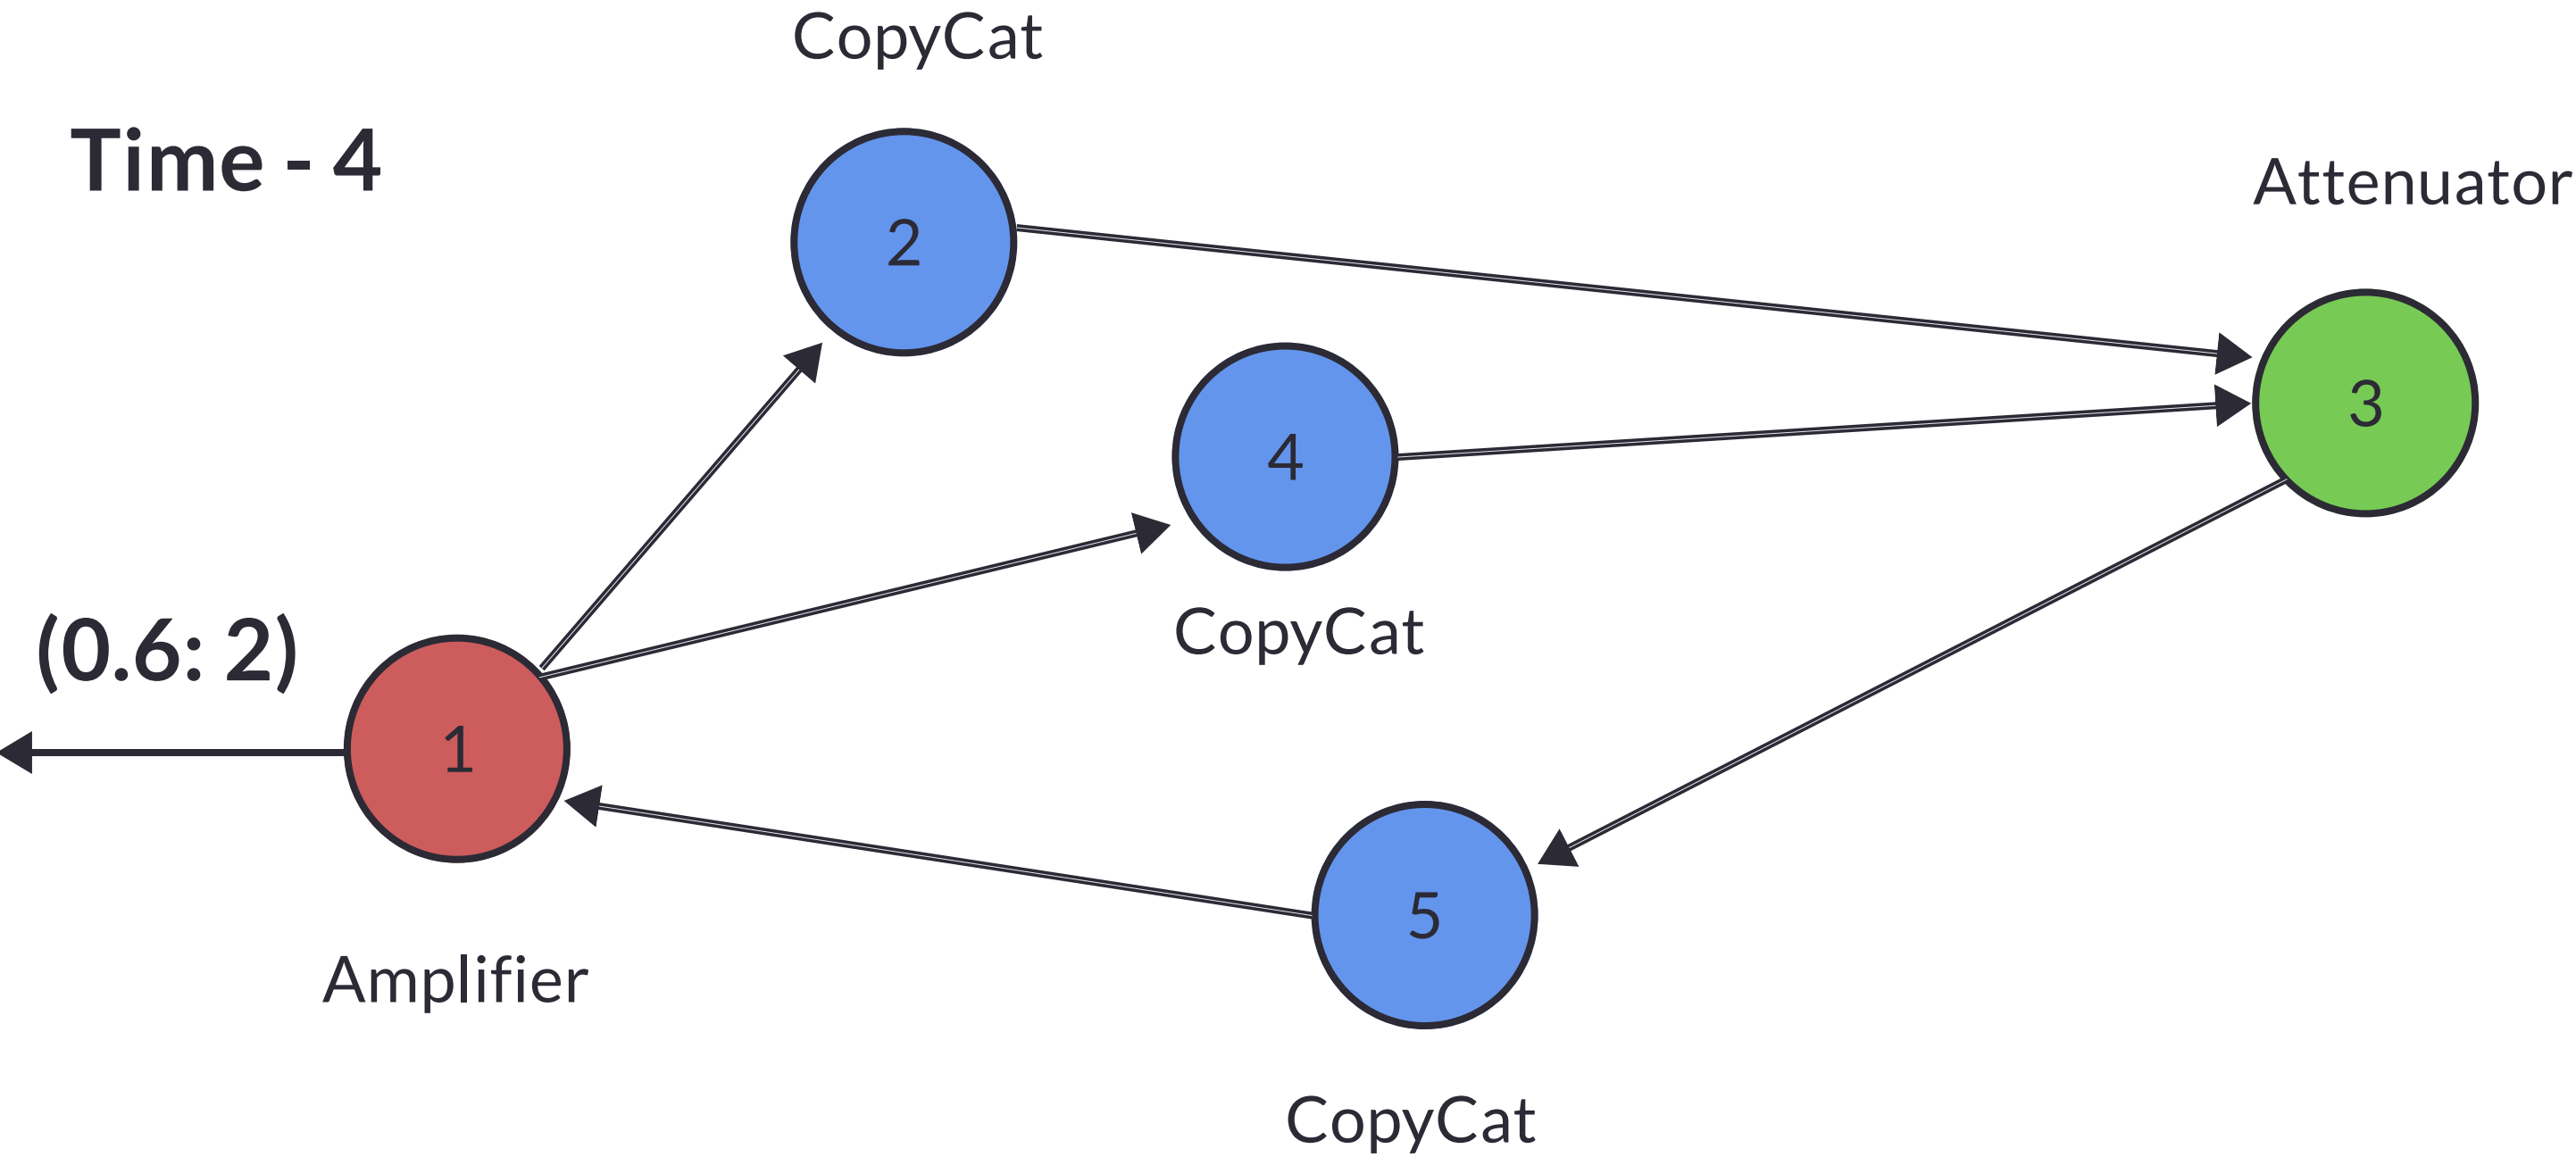 CopyCat
Time - 4
Attenuator
2
3
4
CopyCat
(0.6: 2)
1
5
Amplifier
CopyCat